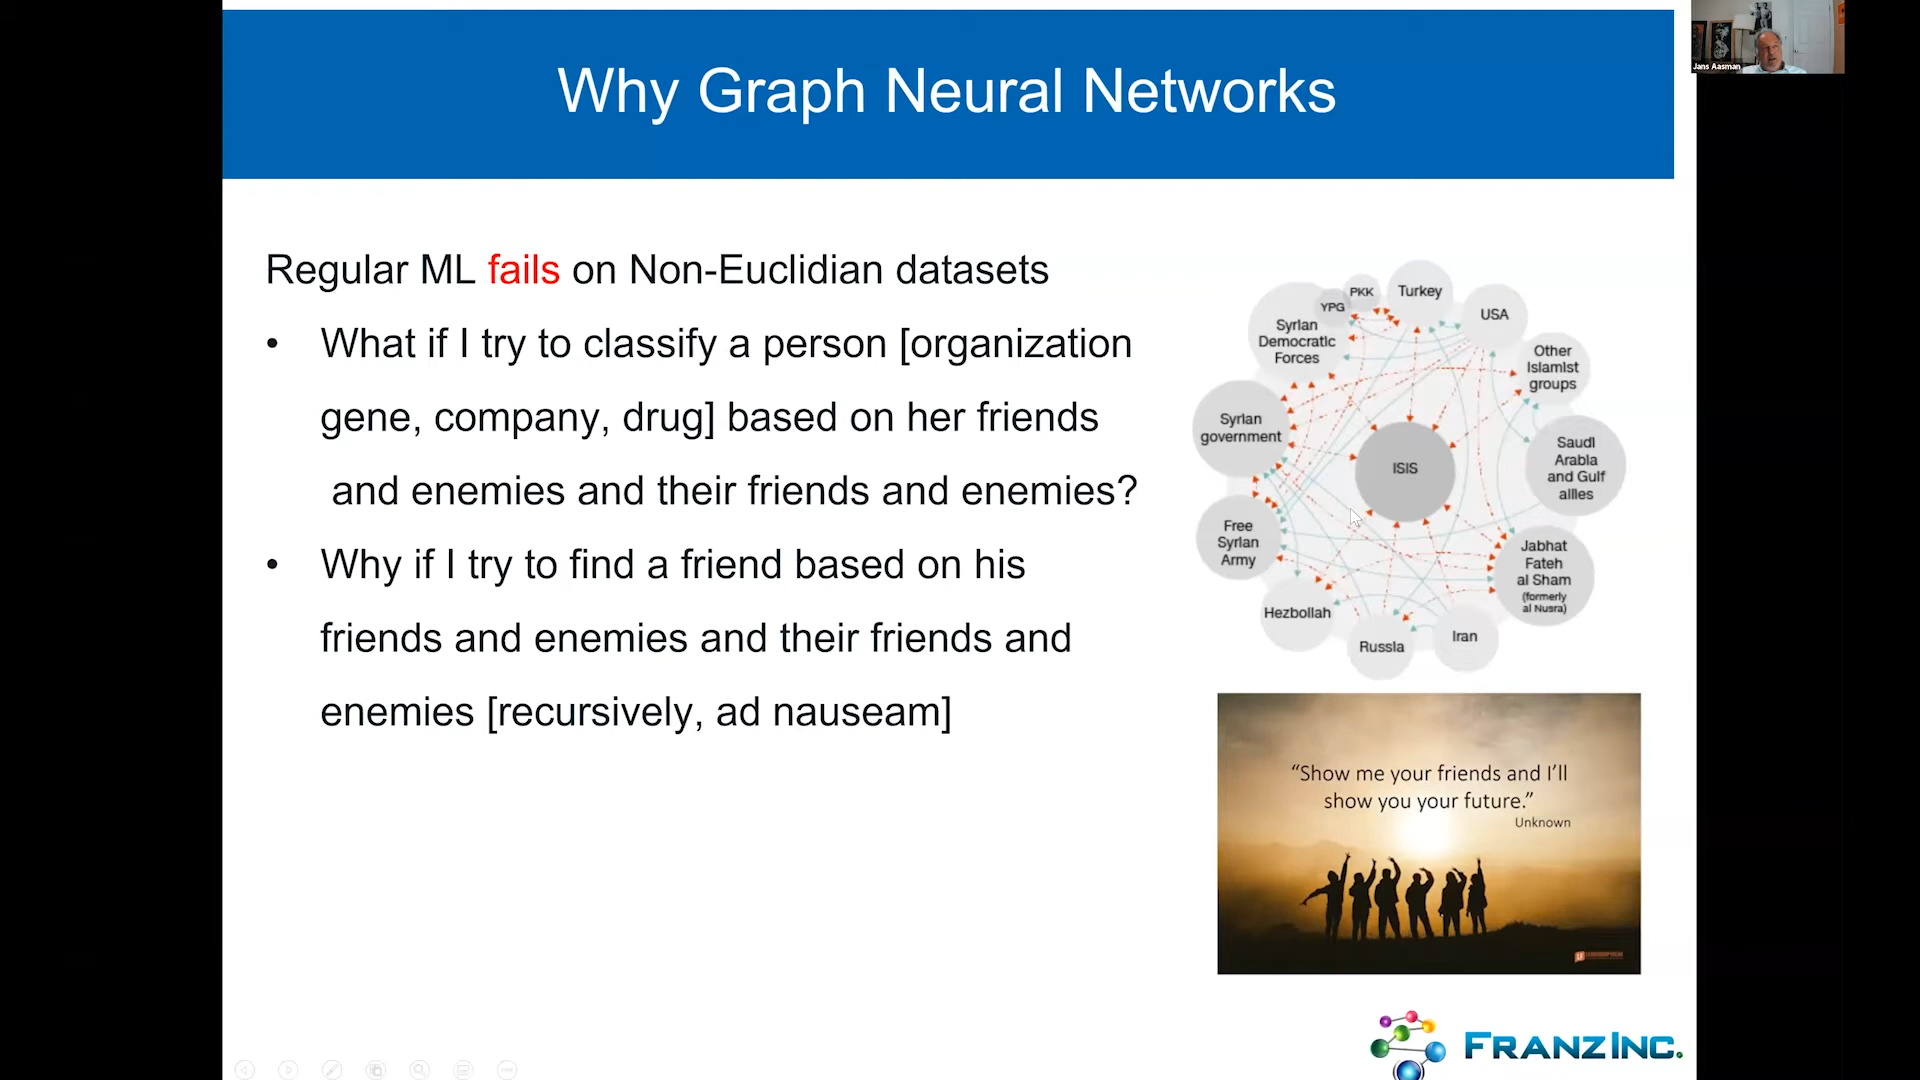 Why Graph Neural Networks
Jans Aasman
Regular ML fails on Non-Euclidian datasets
• What if I try to classify a person [organization
gene, company, drug] based on her friends
and enemies and their friends and enemies?
• Why if I try to find a friend based on his
friends and enemies and their friends and
enemies [recursively, ad nauseam]
PKK
YPG
Turkey
USA
Syrian
Democratic
Forces
Other
Islamist
groups
Syrian
government
ISIS
Saudi
Arabia
and Gulf
allies
Free
Syrian
Army
Jabhat
Fateh
al Sham
(formerly
al Nusra)
Hezbollah
Russia
Iran
“Show me your friends and I’ll
show you your future.”
Unknown
FRANZ INC.